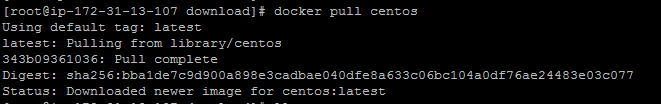 [root@ip-172-31-13-107 download]# docker pull centos
Using default tag: latest
latest: Pulling from library/centos
343b09361036: Pull complete
Digest: sha256:bba1de7c9d900a898e3cadbae040dfe8a633c06bc104a0df76ae24483e03c077
Status: Downloaded newer image for centos:latest